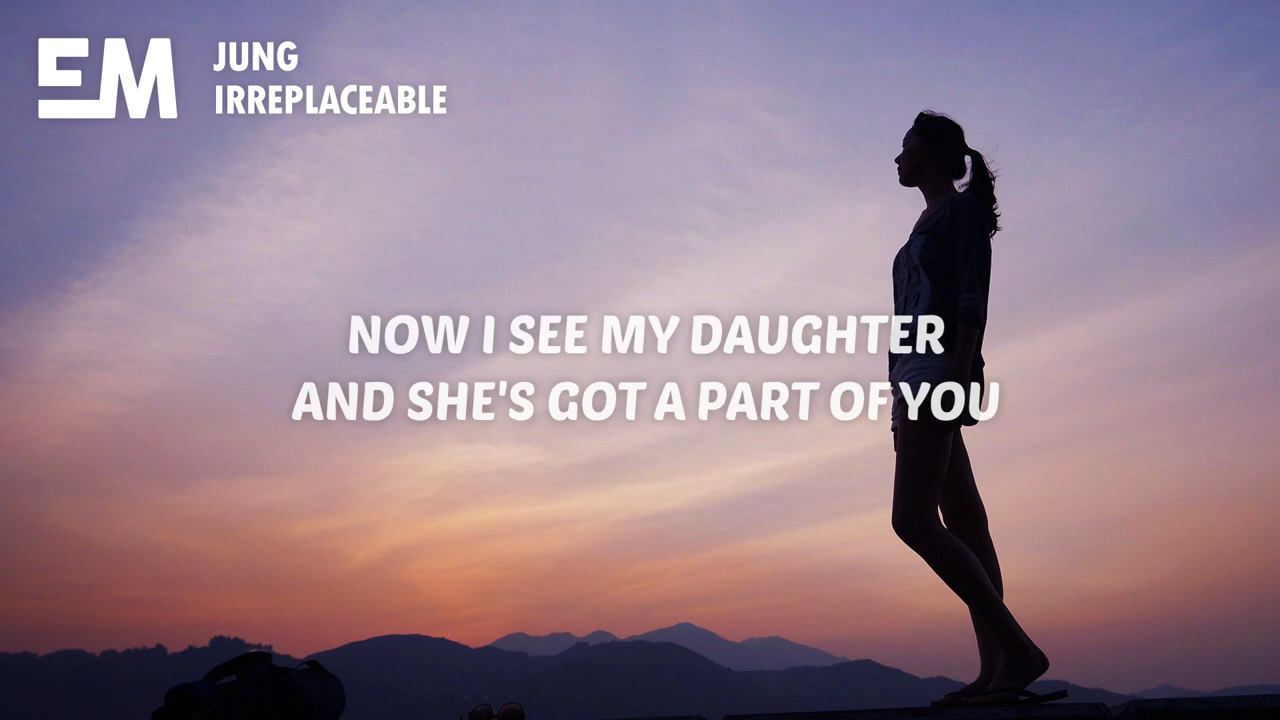 EM
JUNG
IRREPLACEABLE
NOW I SEE MY DAUGHTER
AND SHE'S GOT A PART OF YOU